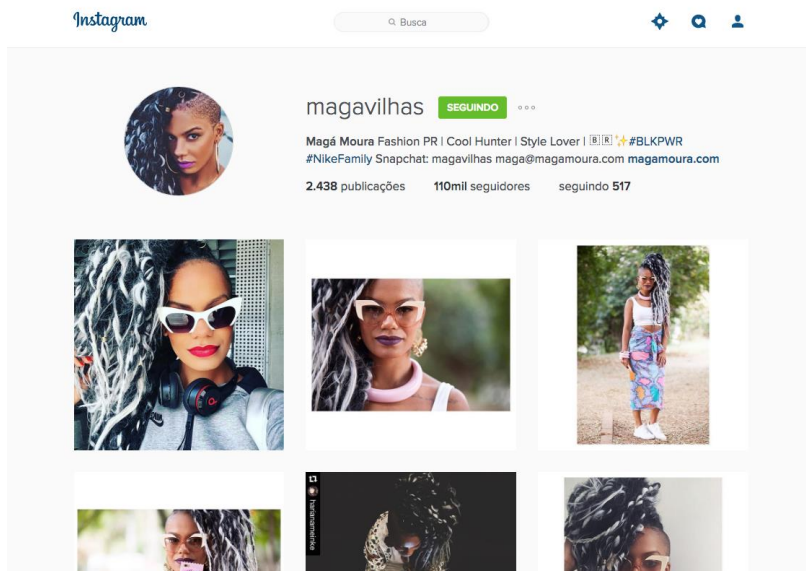 Instagram
Busca
magavilhas SEGUINDO
Magá Moura Fashion PR | Cool Hunter | Style Lover | 🇧🇷✨#BLKPWR
#NikeFamily Snapchat: magavilhas maga@magamoura.com magamoura.com
2.438 publicações 110mil seguidores seguindo 517